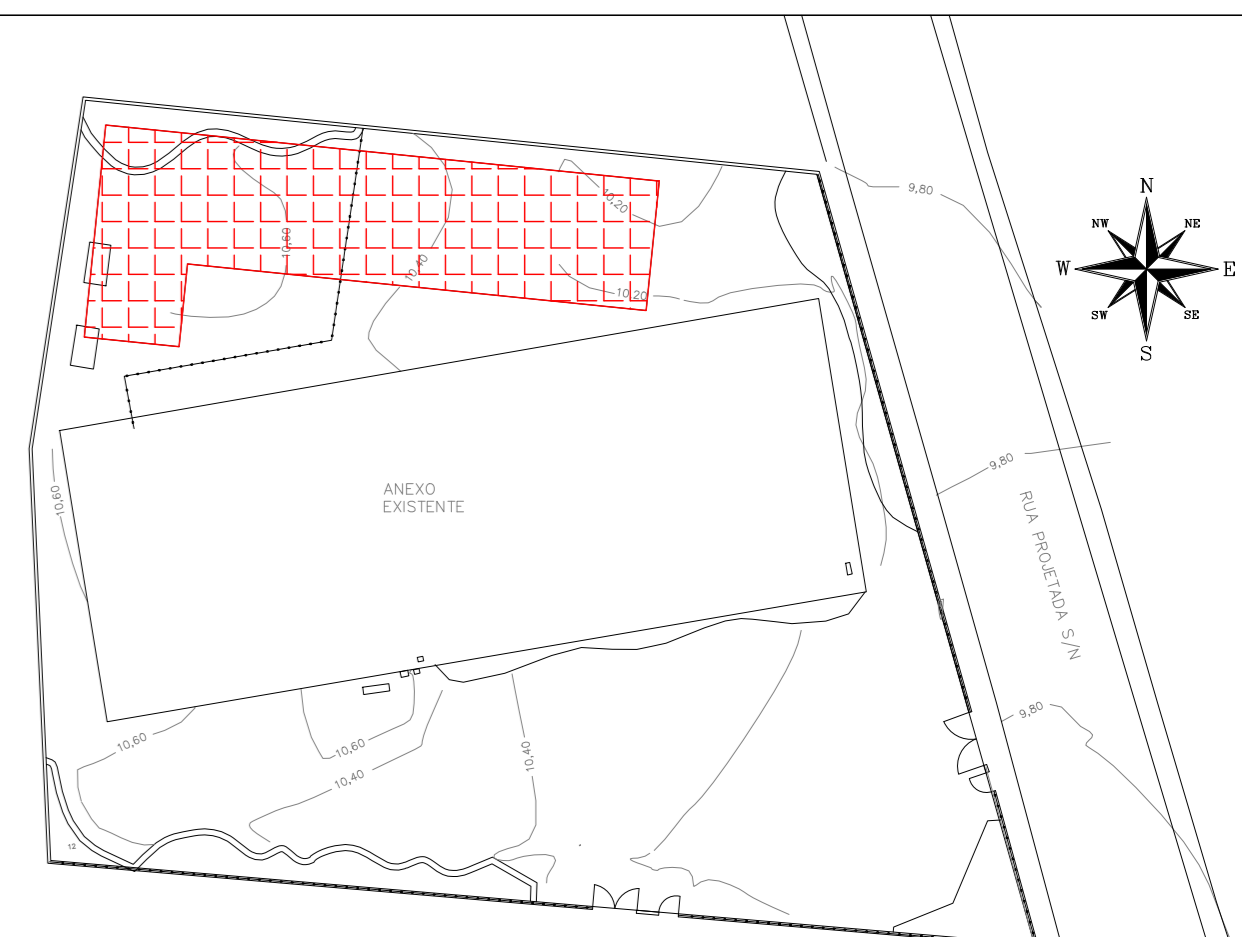 9,80
N
NW
NE
10,20
10,60
10,40
W
E
10,20
SW
SE
S
9,80
ANEXO
EXISTENTE
10,60
RUA PROJETADA S/N
9,80
10,60
10,60
10,40
10,40
12